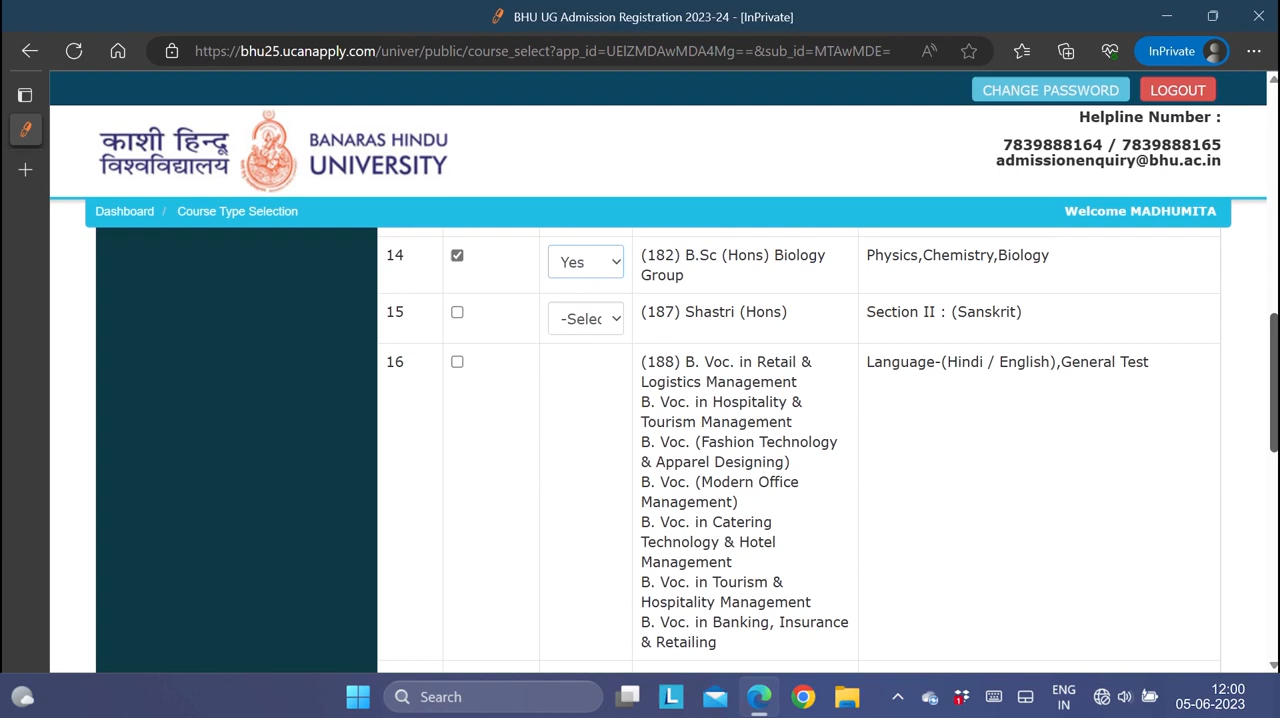 BHU UG Admission Registration 2023-24 - [InPrivate]
https://bhu25.ucanapply.com/univer/public/course_select?app_id=UElZMDAwMDA4Mg==&sub_id=MTAwMDE=
InPrivate
CHANGE PASSWORD
LOGOUT
काशी हिन्दू
विश्वविद्यालय
BANARAS HINDU
UNIVERSITY
Helpline Number :
7839888164 / 7839888165
admissionenquiry@bhu.ac.in
Dashboard / Course Type Selection
Welcome MADHUMITA
14 Yes (182) B.Sc (Hons) Biology Physics,Chemistry,Biology
Group
15 -Selec (187) Shastri (Hons) Section II : (Sanskrit)
16 (188) B. Voc. in Retail & Language-(Hindi / English),General Test
Logistics Management
B. Voc. in Hospitality &
Tourism Management
B. Voc. (Fashion Technology
& Apparel Designing)
B. Voc. (Modern Office
Management)
B. Voc. in Catering
Technology & Hotel
Management
B. Voc. in Tourism &
Hospitality Management
B. Voc. in Banking, Insurance
& Retailing
Search
ENG
IN
12:00
05-06-2023